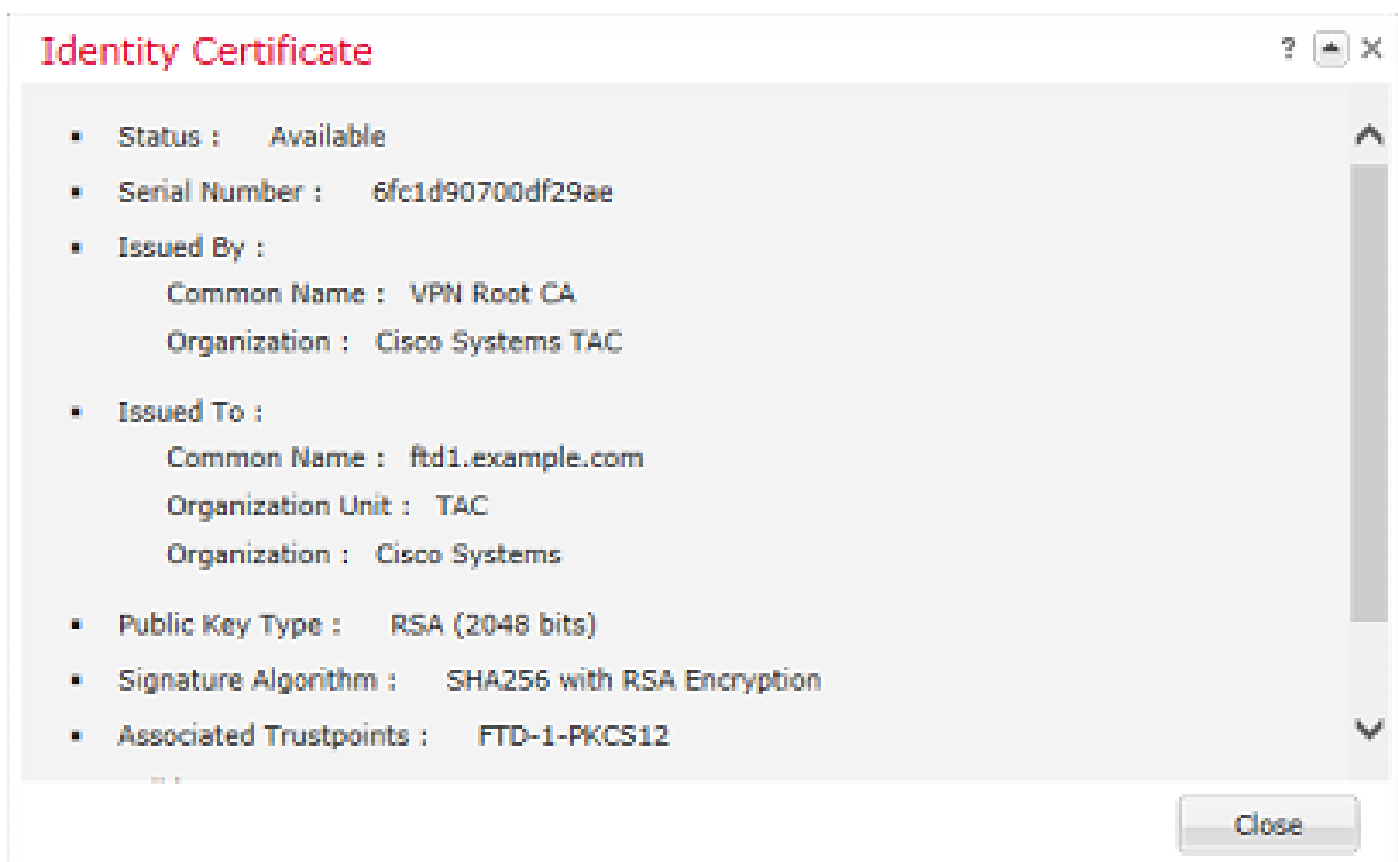 Identity Certificate
?
Status : Available
Serial Number : 6fc1d90700df29ae
Issued By :
Common Name : VPN Root CA
Organization : Cisco Systems TAC
Issued To :
Common Name : ftd1.example.com
Organization Unit : TAC
Organization : Cisco Systems
Public Key Type : RSA (2048 bits)
Signature Algorithm : SHA256 with RSA Encryption
Associated Trustpoints : FTD-1-PKCS12
Close